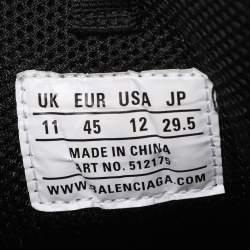 UK EUR USA JP
11 45 12 29.5
MADE IN CHINA
ART NO. 512175
WWW.BALENCIAGA.COM